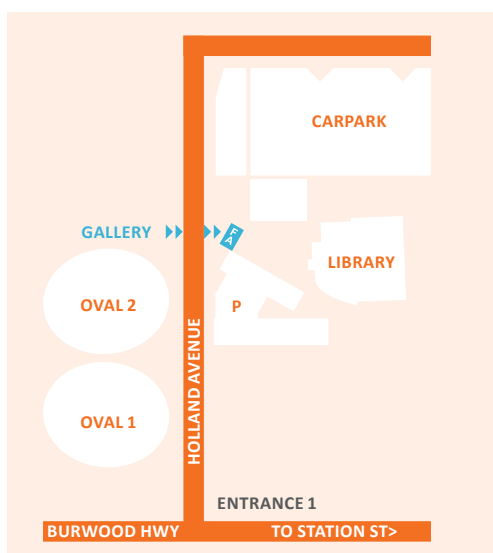 CARPARK
GALLERY
FA
LIBRARY
OVAL 2
P
HOLLAND AVENUE
OVAL 1
ENTRANCE 1
BURWOOD HWY
TO STATION ST>